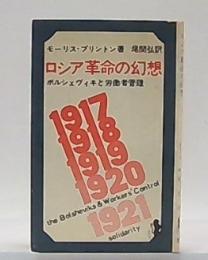 モーリス・ブリントン著 尾関弘訳
ロシア革命の幻想
ボルシェヴィキと労働者管理
1917
1918
1919
1920
1921
the Bolsheviks & Workers' Control
solidarity